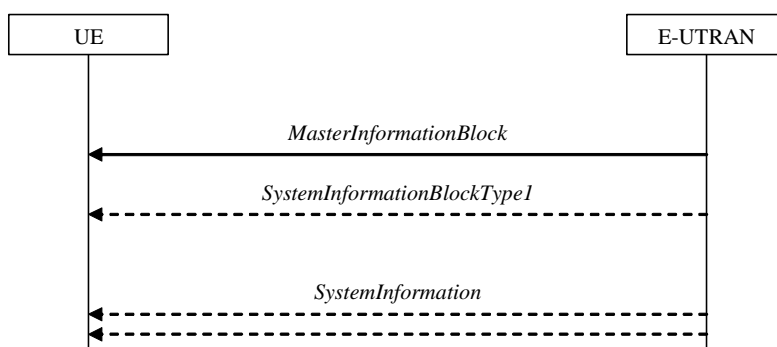 UE
E-UTRAN
MasterInformationBlock
SystemInformationBlockType1
SystemInformation